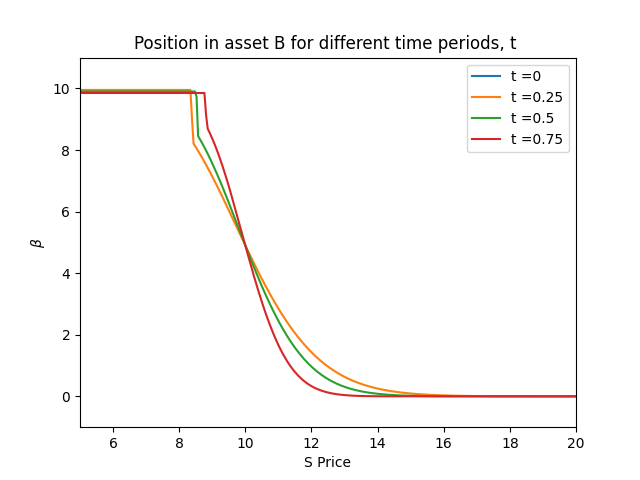 Position in asset B for different time periods, t
t =0
t =0.25
t =0.5
t =0.75
10
8
6
4
2
0
β
6
8
10
12
14
16
18
20
S Price